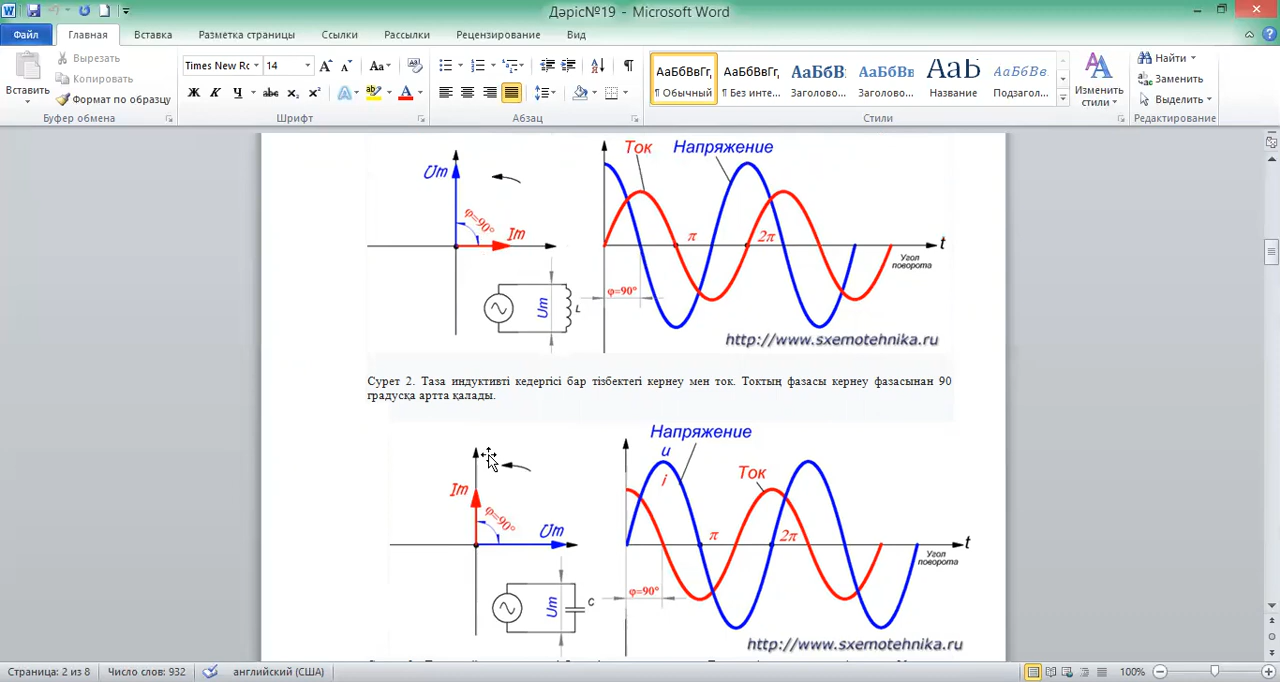 Дәріс№19 - Microsoft Word
Файл Главная Вставка Разметка страницы Ссылки Рассылки Рецензирование Вид
Вставить
Вырезать
Копировать
Формат по образцу
Буфер обмена
Times New Rc 14
Ж К Ч abc x₂ x² A
Шрифт
Абзац
АаБбВвГг, АаБбВвГг, АаБбВ: АаБбВв: АаБ АаБбВв:
¶ Обычный ¶ Без инте... Заголово... Заголово... Название Подзагол...
Изменить
стили
Стили
Найти
Заменить
Выделить
Редактирование
Um
φ=90°
Im
Um
L
Ток Напряжение
π 2π t
Угол
поворота
φ=90°
http://www.sxemotehnika.ru
Сурет 2. Таза индуктивті кедергісі бар тізбектегі кернеу мен ток. Токтың фазасы кернеу фазасынан 90
градусқа артта қалады.
Im
φ=90°
Um
Um
C
Напряжение
u
i
Ток
π 2π t
Угол
поворота
φ=90°
http://www.sxemotehnika.ru
Страница: 2 из 8 Число слов: 932 английский (США) 100%